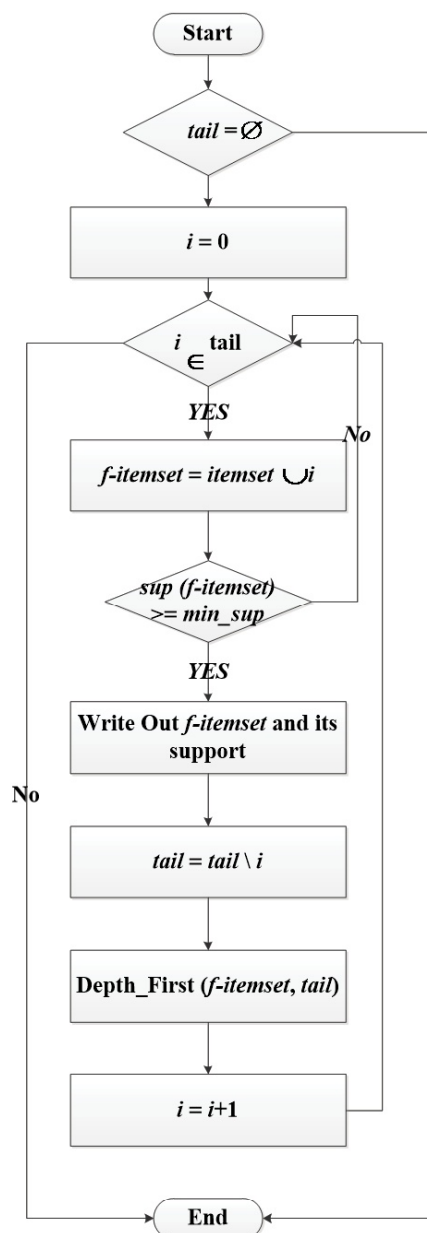 Start
tail = ∅
i = 0
i ∈ tail
YES
No
f-itemset = itemset ∪ i
sup (f-itemset)
>= min_sup
YES
Write Out f-itemset and its
support
No
tail = tail \ i
Depth_First (f-itemset, tail)
i = i+1
End